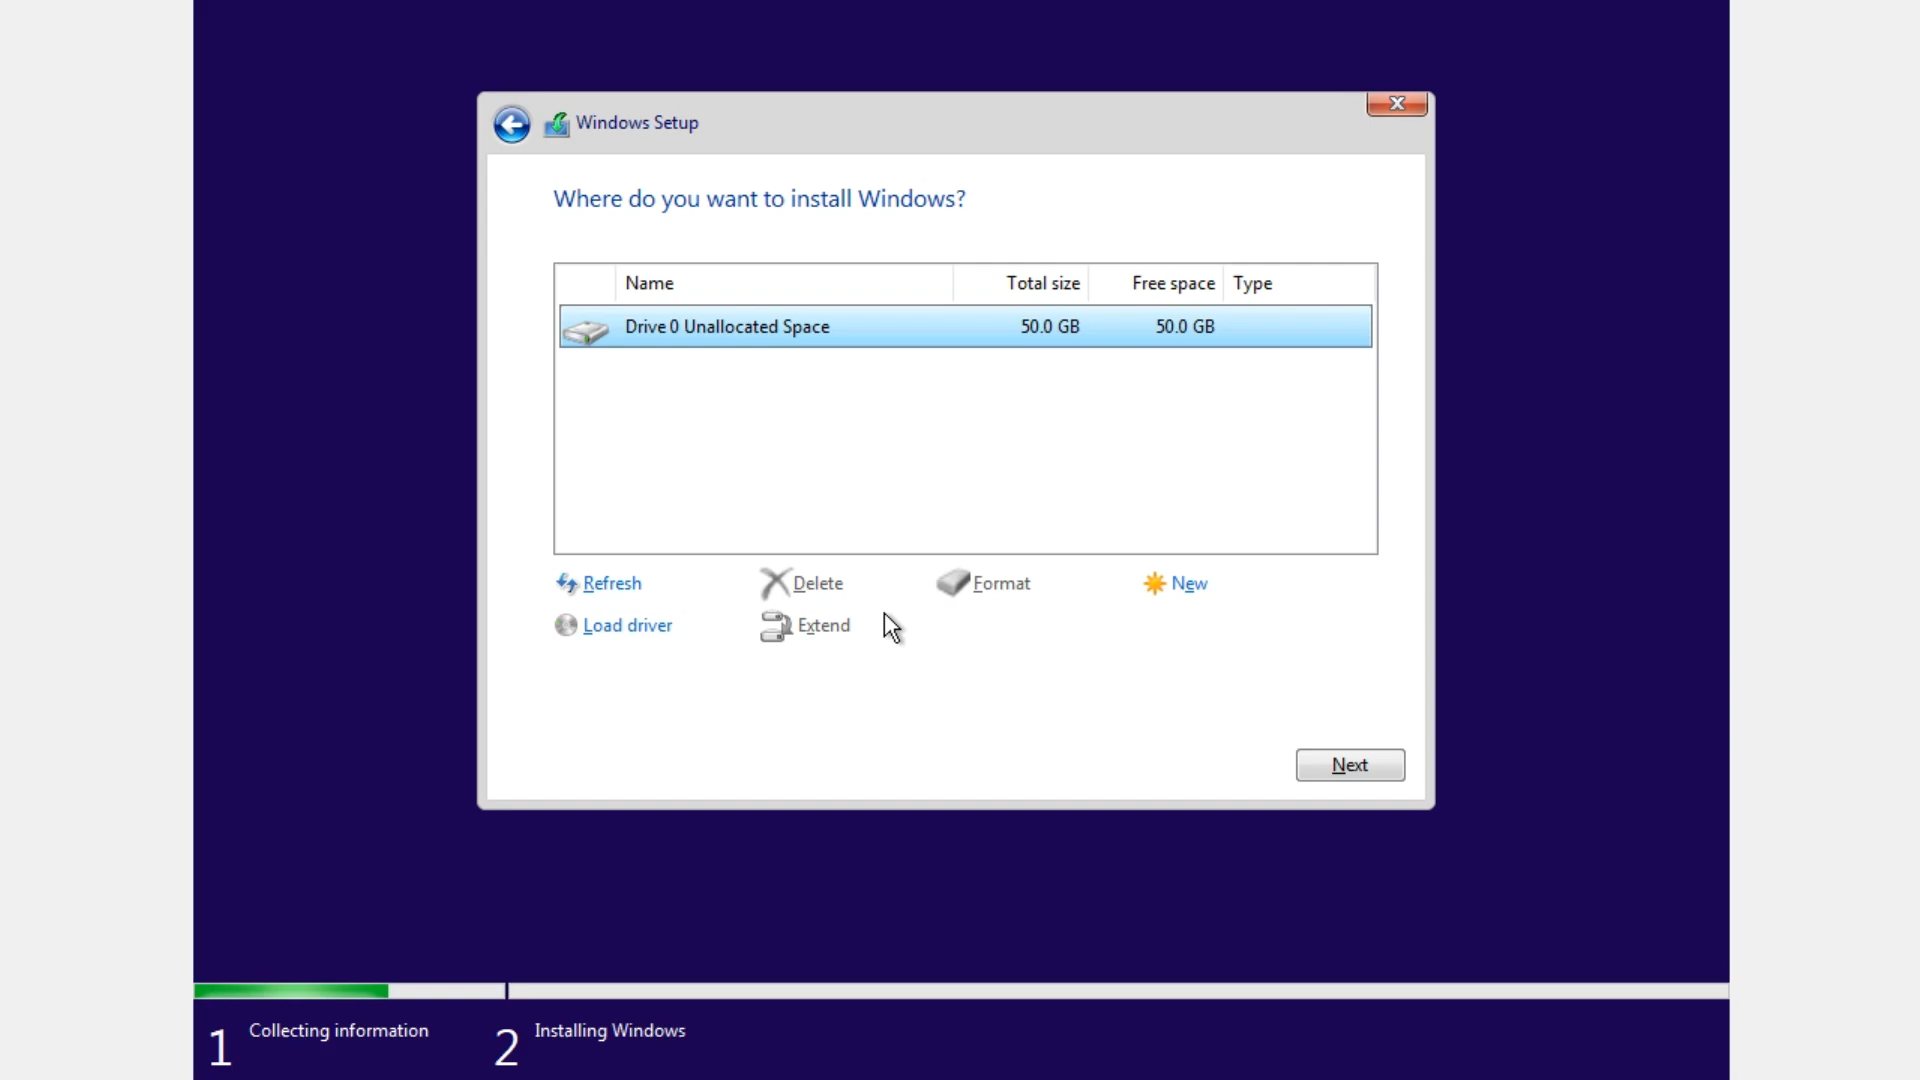 Windows Setup
Where do you want to install Windows?
Name Total size Free space Type
Drive 0 Unallocated Space 50.0 GB 50.0 GB
Refresh Delete Format New
Load driver Extend
Next
1 Collecting information 2 Installing Windows